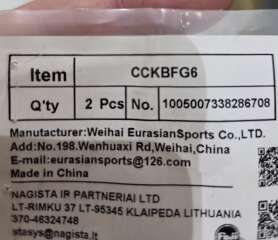 Item CCKBFG6
Q'ty 2 Pcs No. 1005007338286708
Manufacturer:Weihai EurasianSports Co.,LTD.
Add:No.198.Wenhuaxi Rd,Weihai,China
E-mail:eurasiansports@126.com
Made in China
NAGISTA IR PARTNERIAI LTD
LT-RIMKU 37 LT-95345 KLAIPEDA LITHUANIA
370-46324748
stasys@nagista.lt